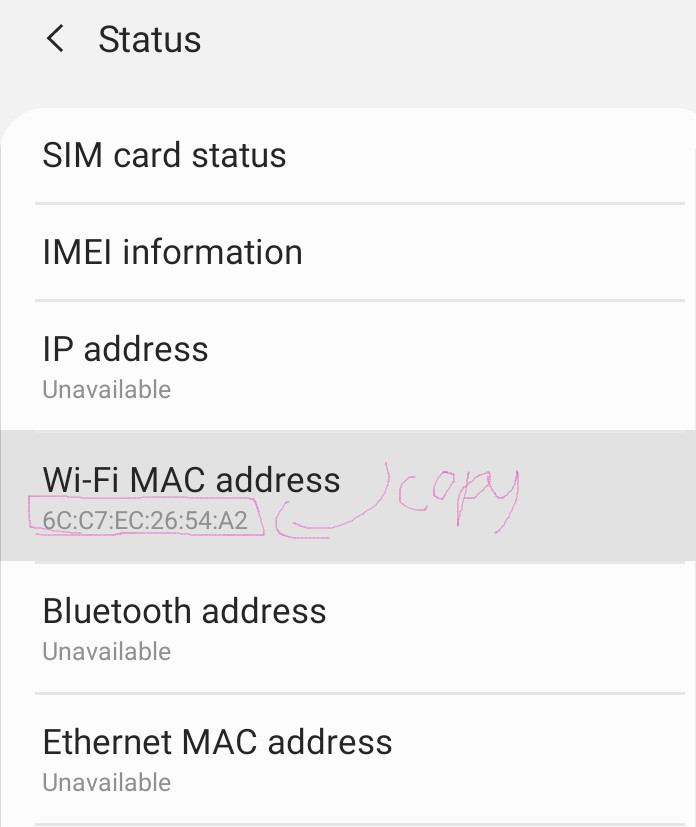 Status
SIM card status
IMEI information
IP address
Unavailable
Wi-Fi MAC address
copy
6C:C7:EC:26:54:A2
Bluetooth address
Unavailable
Ethernet MAC address
Unavailable